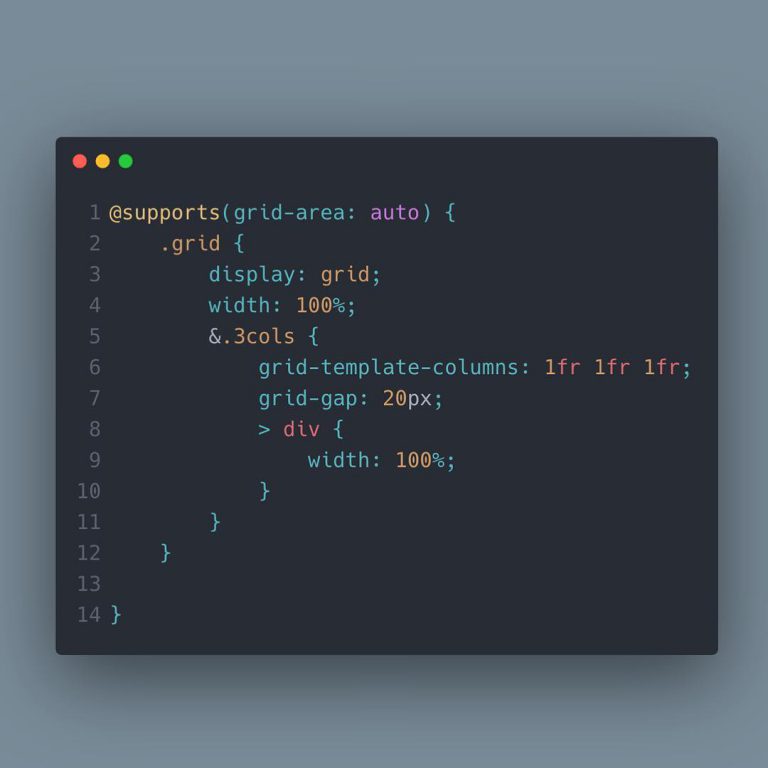 1 @supports(grid-area: auto) {
2     .grid {
3         display: grid;
4         width: 100%;
5         &.3cols {
6             grid-template-columns: 1fr 1fr 1fr;
7             grid-gap: 20px;
8             > div {
9                 width: 100%;
10             }
11         }
12     }
13
14 }